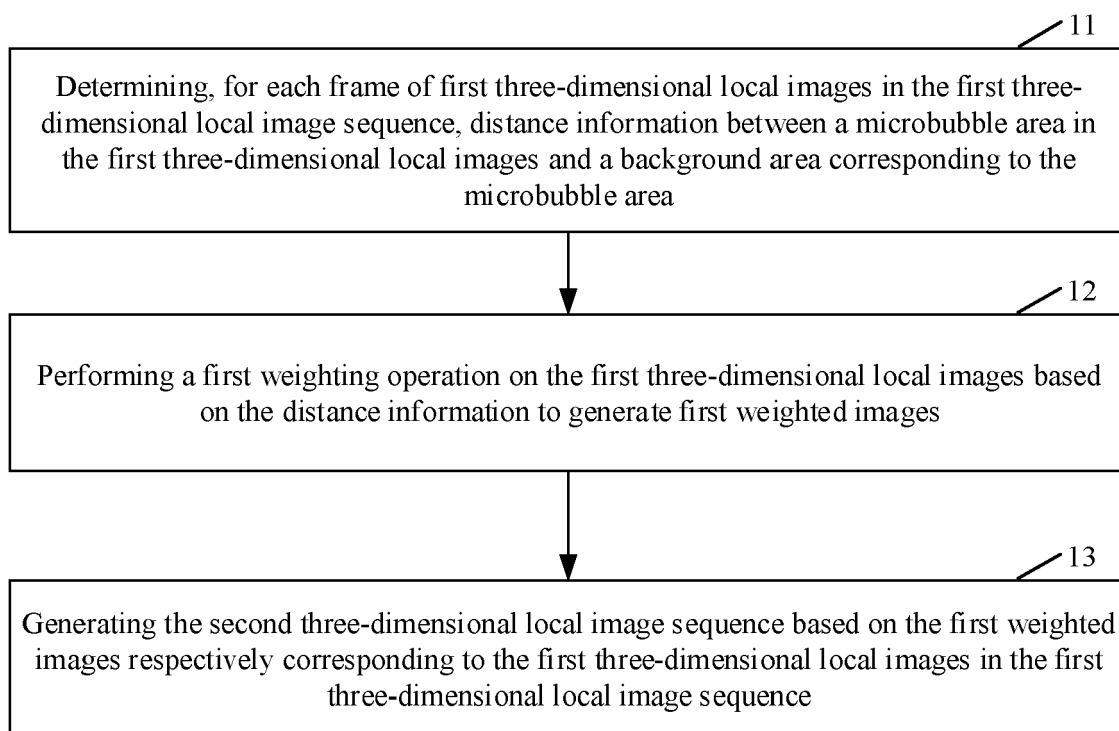 11
Determining, for each frame of first three-dimensional local images in the first three-
dimensional local image sequence, distance information between a microbubble area in
the first three-dimensional local images and a background area corresponding to the
microbubble area
12
Performing a first weighting operation on the first three-dimensional local images based
on the distance information to generate first weighted images
13
Generating the second three-dimensional local image sequence based on the first weighted
images respectively corresponding to the first three-dimensional local images in the first
three-dimensional local image sequence